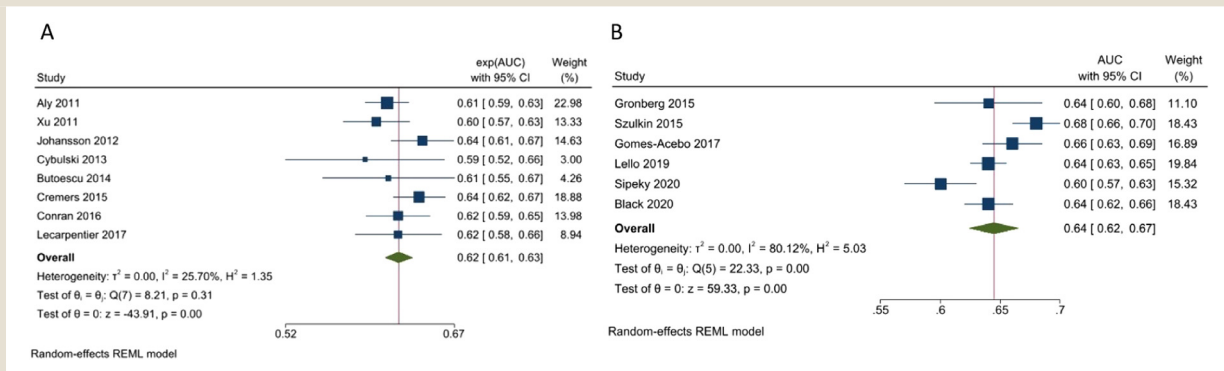 A
exp(AUC) Weight
Study with 95% CI (%)
Aly 2011 0.61 [ 0.59, 0.63] 22.98
Xu 2011 0.60 [ 0.57, 0.63] 13.33
Johansson 2012 0.64 [ 0.61, 0.67] 14.63
Cybulski 2013 0.59 [ 0.52, 0.66] 3.00
Butoescu 2014 0.61 [ 0.55, 0.67] 4.26
Cremers 2015 0.64 [ 0.62, 0.67] 18.88
Conran 2016 0.62 [ 0.59, 0.65] 13.98
Lecarpentier 2017 0.62 [ 0.58, 0.66] 8.94
Overall 0.62 [ 0.61, 0.63]
Heterogeneity: τ² = 0.00, I² = 25.70%, H² = 1.35
Test of θᵢ = θⱼ: Q(7) = 8.21, p = 0.31
Test of θ = 0: z = -43.91, p = 0.00
0.52 0.67
Random-effects REML model
B
AUC Weight
Study with 95% CI (%)
Gronberg 2015 0.64 [ 0.60, 0.68] 11.10
Szulkin 2015 0.68 [ 0.66, 0.70] 18.43
Gomes-Acebo 2017 0.66 [ 0.63, 0.69] 16.89
Lello 2019 0.64 [ 0.63, 0.65] 19.84
Sipeky 2020 0.60 [ 0.57, 0.63] 15.32
Black 2020 0.64 [ 0.62, 0.66] 18.43
Overall 0.64 [ 0.62, 0.67]
Heterogeneity: τ² = 0.00, I² = 80.12%, H² = 5.03
Test of θᵢ = θⱼ: Q(5) = 22.33, p = 0.00
Test of θ = 0: z = 59.33, p = 0.00
.55 .6 .65 .7
Random-effects REML model